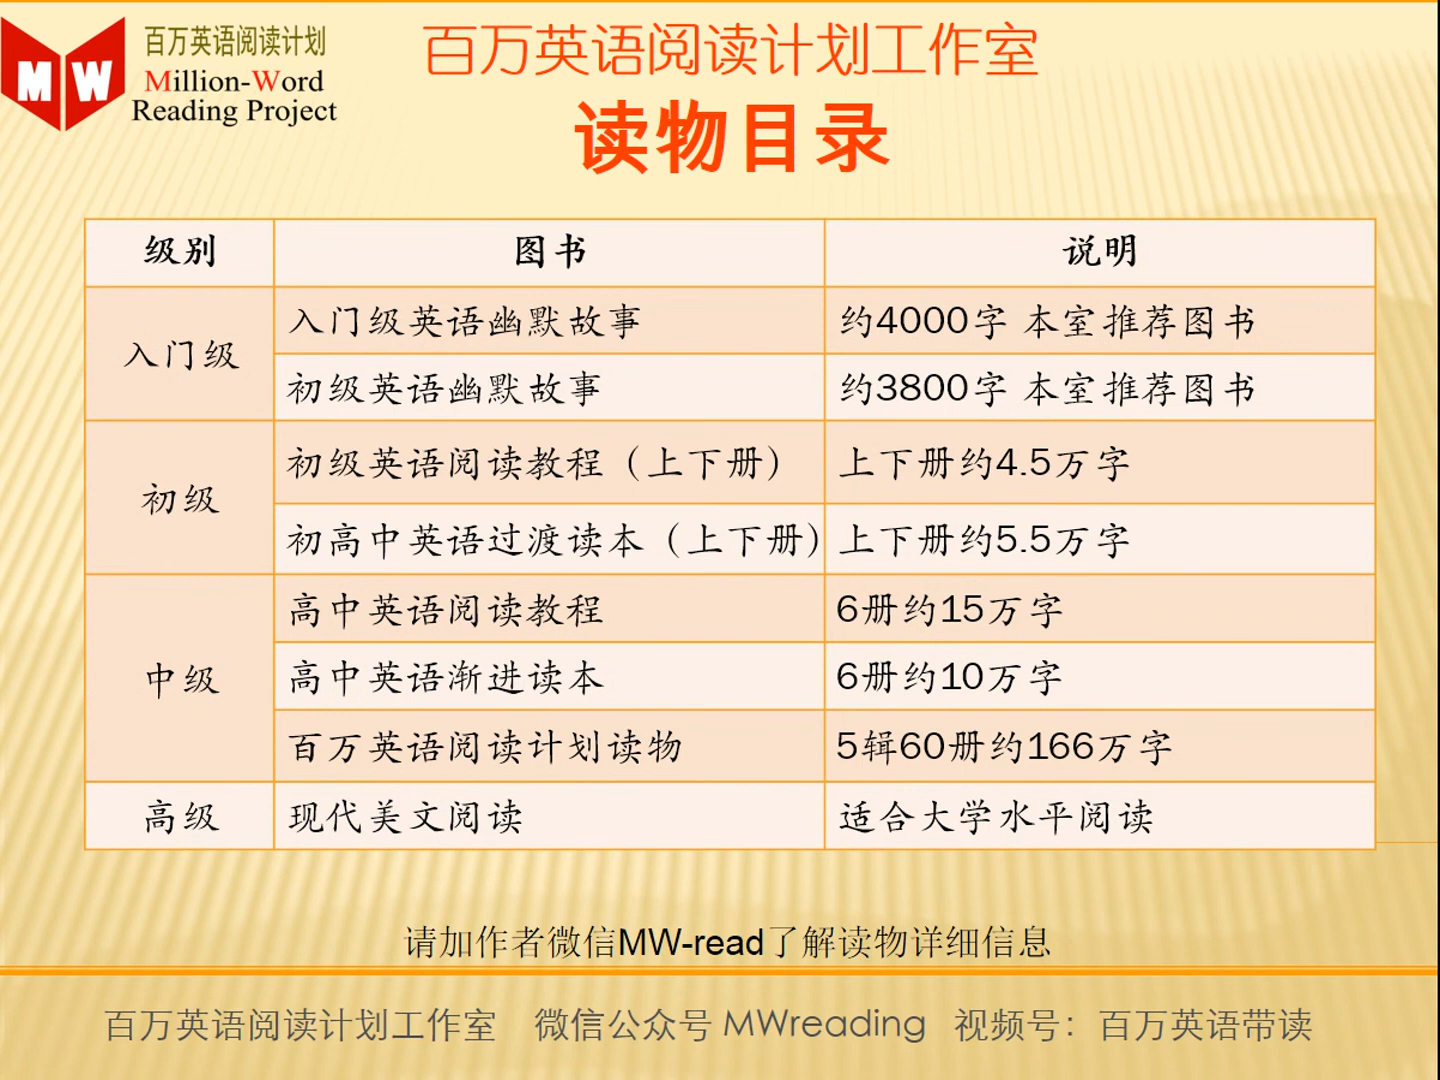 MW
百万英语阅读计划
Million-Word
Reading Project
百万英语阅读计划工作室
读物目录
级别 图书 说明
入门级
入门级英语幽默故事 约4000字 本室推荐图书
初级英语幽默故事 约3800字 本室推荐图书
初级
初级英语阅读教程（上下册） 上下册约4.5万字
初高中英语过渡读本（上下册） 上下册约5.5万字
中级
高中英语阅读教程 6册约15万字
高中英语渐进读本 6册约10万字
百万英语阅读计划读物 5辑60册约166万字
高级 现代美文阅读 适合大学水平阅读
请加作者微信MW-read了解读物详细信息
百万英语阅读计划工作室 微信公众号 MWreading 视频号：百万英语带读